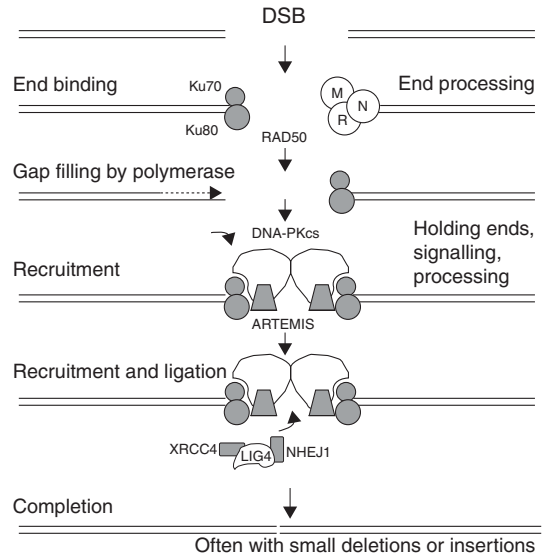 DSB
End binding
Ku70
M
N
R
End processing
Ku80
RAD50
Gap filling by polymerase
DNA-PKcs
Holding ends,
signalling,
processing
Recruitment
ARTEMIS
Recruitment and ligation
XRCC4
LIG4
NHEJ1
Completion
Often with small deletions or insertions